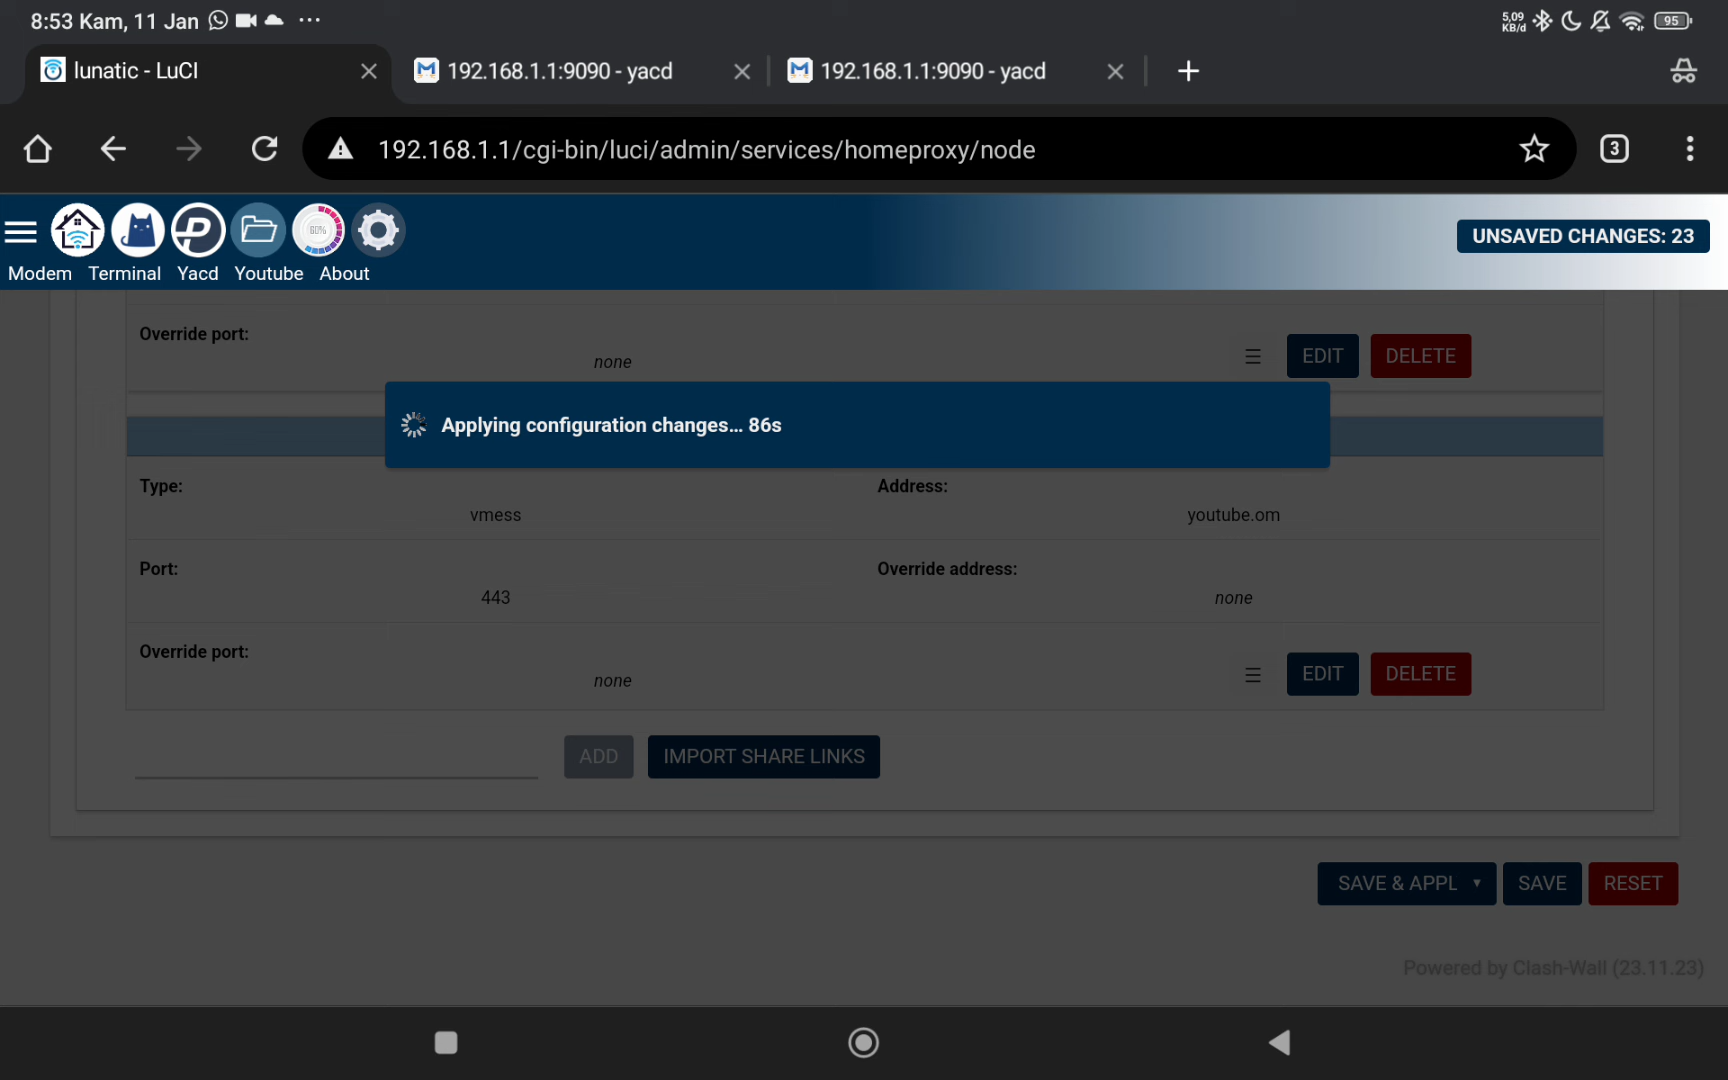 8:53 Kam, 11 Jan
5,09
KB/d
95
lunatic - LuCI
192.168.1.1:9090 - yacd
192.168.1.1:9090 - yacd
192.168.1.1/cgi-bin/luci/admin/services/homeproxy/node
3
60%
UNSAVED CHANGES: 23
Modem Terminal Yacd Youtube About
Override port:
none
EDIT DELETE
Applying configuration changes... 86s
Type:
vmess
Address:
youtube.om
Port:
443
Override address:
none
Override port:
none
EDIT DELETE
ADD IMPORT SHARE LINKS
SAVE & APPL SAVE RESET
Powered by Clash-Wall (23.11.23)